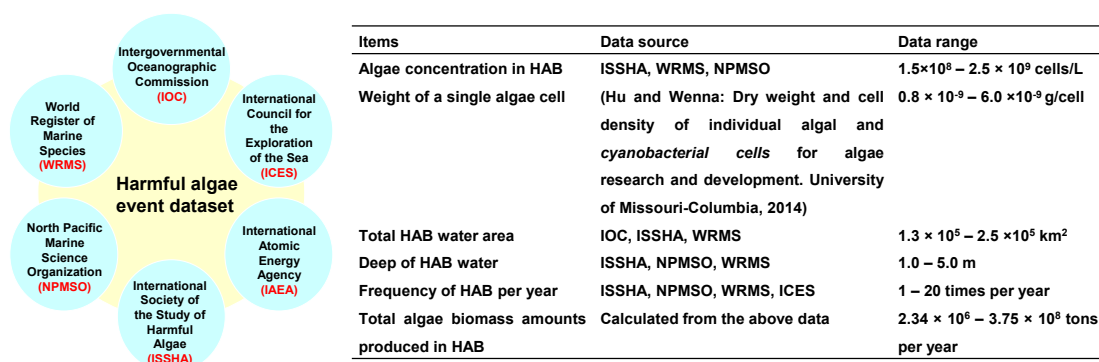 Intergovernmental
Oceanographic
Commission
(IOC)
World
Register of
Marine
Species
(WRMS)
International
Council for
the
Exploration
of the Sea
(ICES)
Harmful algae
event dataset
North Pacific
Marine
Science
Organization
(NPMSO)
International
Atomic
Energy
Agency
(IAEA)
International
Society of
the Study of
Harmful
Algae
(ISSHA)
Items Data source Data range
Algae concentration in HAB ISSHA, WRMS, NPMSO 1.5×10⁸ – 2.5 × 10⁹ cells/L
Weight of a single algae cell (Hu and Wenna: Dry weight and cell 0.8 × 10⁻⁹ – 6.0 ×10⁻⁹ g/cell
density of individual algal and
cyanobacterial cells for algae
research and development. University
of Missouri-Columbia, 2014)
Total HAB water area IOC, ISSHA, WRMS 1.3 × 10⁵ – 2.5 ×10⁵ km²
Deep of HAB water ISSHA, NPMSO, WRMS 1.0 – 5.0 m
Frequency of HAB per year ISSHA, NPMSO, WRMS, ICES 1 – 20 times per year
Total algae biomass amounts Calculated from the above data 2.34 × 10⁶ – 3.75 × 10⁸ tons
produced in HAB per year